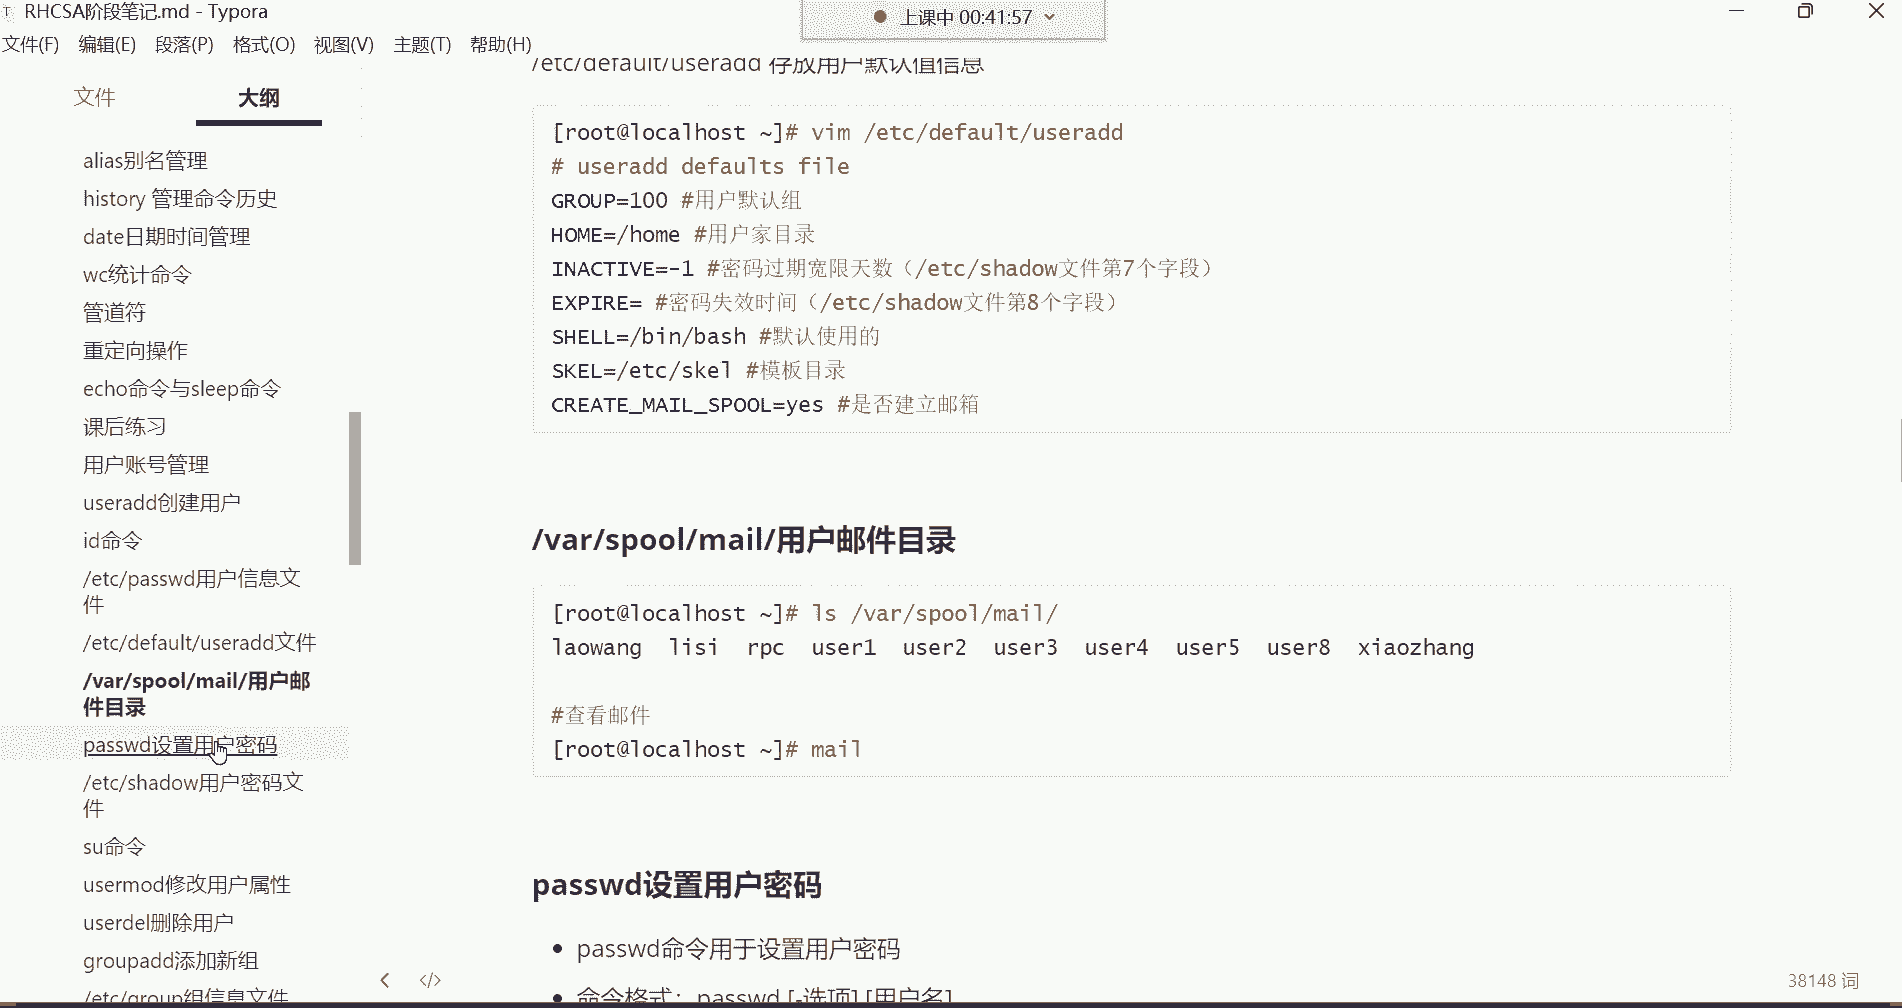 RHCSA阶段笔记.md - Typora
上课中 00:41:57
文件(F) 编辑(E) 段落(P) 格式(O) 视图(V) 主题(T) 帮助(H)
文件 大纲
alias别名管理
history 管理命令历史
date日期时间管理
wc统计命令
管道符
重定向操作
echo命令与sleep命令
课后练习
用户账号管理
useradd创建用户
id命令
/etc/passwd用户信息文
件
/etc/default/useradd文件
/var/spool/mail/用户邮
件目录
passwd设置用户密码
/etc/shadow用户密码文
件
su命令
usermod修改用户属性
userdel删除用户
groupadd添加新组
/etc/group组信息文件
/etc/default/useradd 存放用户默认值信息
[root@localhost ~]# vim /etc/default/useradd
# useradd defaults file
GROUP=100 #用户默认组
HOME=/home #用户家目录
INACTIVE=-1 #密码过期宽限天数（/etc/shadow文件第7个字段）
EXPIRE= #密码失效时间（/etc/shadow文件第8个字段）
SHELL=/bin/bash #默认使用的
SKEL=/etc/skel #模板目录
CREATE_MAIL_SPOOL=yes #是否建立邮箱
/var/spool/mail/用户邮件目录
[root@localhost ~]# ls /var/spool/mail/
laowang lisi rpc user1 user2 user3 user4 user5 user8 xiaozhang
#查看邮件
[root@localhost ~]# mail
passwd设置用户密码
passwd命令用于设置用户密码
命令格式：passwd [-选项] [用户名]
38148 词